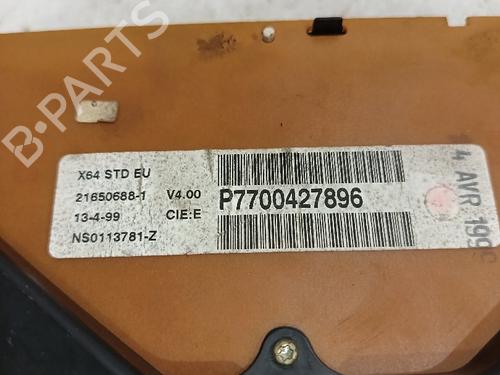 X64 STD EU
21650688-1 V4.00
13-4-99 CIE:E
NS0113781-Z
P7700427896
4 AVR 199
B-PARTS